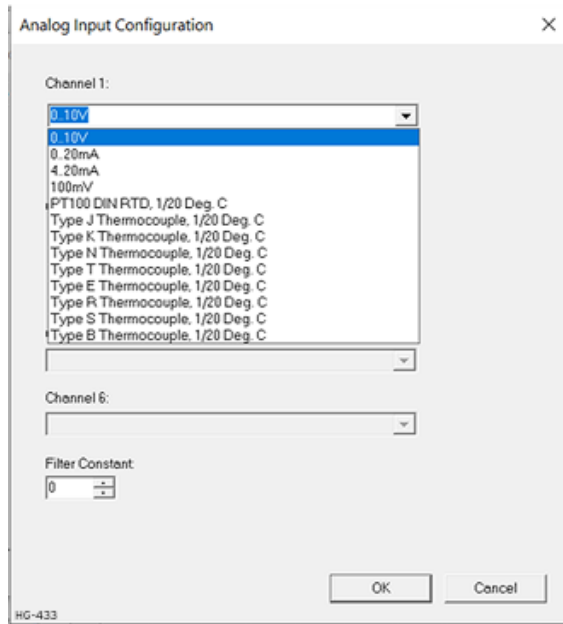 Analog Input Configuration
Channel 1:
0..10V
0..10V
0..20mA
4..20mA
100mV
PT100 DIN RTD, 1/20 Deg. C
Type J Thermocouple, 1/20 Deg. C
Type K Thermocouple, 1/20 Deg. C
Type N Thermocouple, 1/20 Deg. C
Type T Thermocouple, 1/20 Deg. C
Type E Thermocouple, 1/20 Deg. C
Type R Thermocouple, 1/20 Deg. C
Type S Thermocouple, 1/20 Deg. C
Type B Thermocouple, 1/20 Deg. C
Channel 6:
Filter Constant:
0
OK Cancel
HG-433